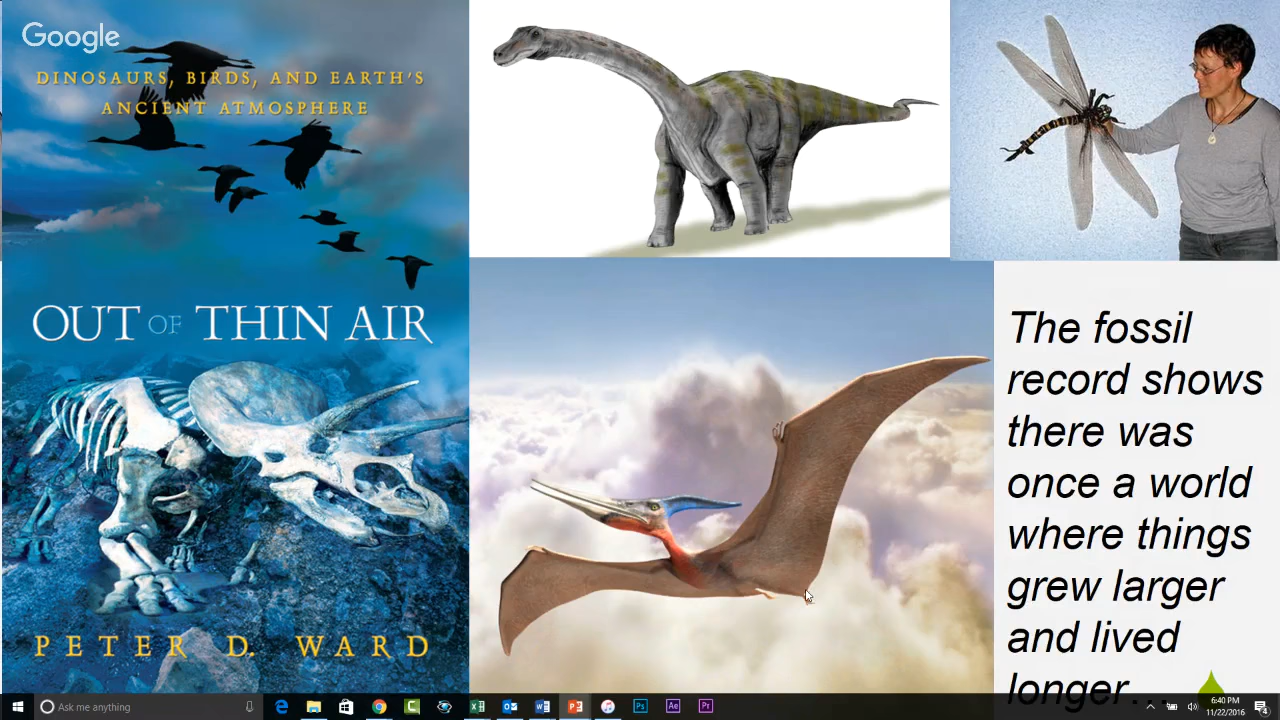 Google
DINOSAURS, BIRDS, AND EARTH'S
ANCIENT ATMOSPHERE
OUT OF THIN AIR
PETER D. WARD
The fossil
record shows
there was
once a world
where things
grew larger
and lived
longer...
Ask me anything
6:40 PM
11/22/2016